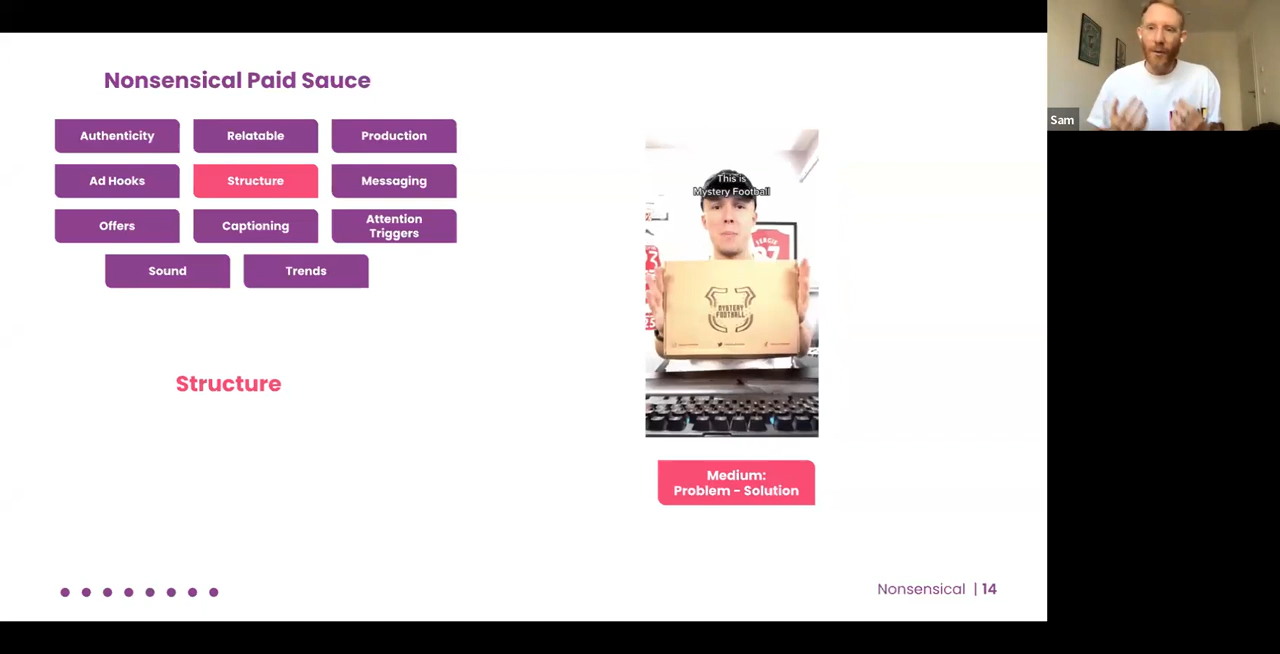 Nonsensical Paid Sauce
Authenticity
Relatable
Production
Ad Hooks
Structure
Messaging
Offers
Captioning
Attention
Triggers
Sound
Trends
Structure
This is
Mystery Football
MYSTERY
FOOTBALL
Medium:
Problem - Solution
Nonsensical | 14
Sam